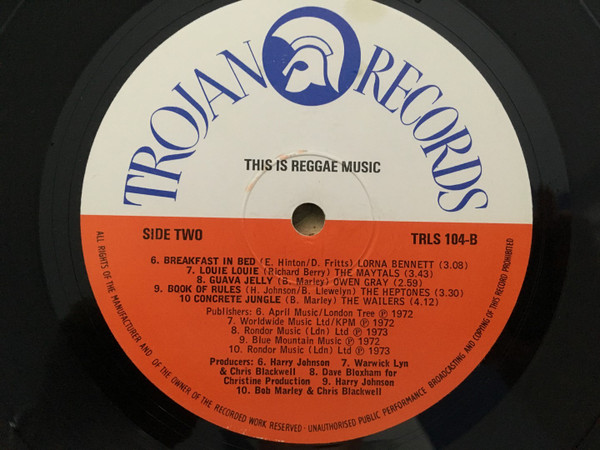 TROJAN RECORDS
THIS IS REGGAE MUSIC
SIDE TWO
TRLS 104-B
6. BREAKFAST IN BED (E. Hinton/D. Fritts) LORNA BENNETT (3.08)
7. LOUIE LOUIE (Richard Berry) THE MAYTALS (3.43)
8. GUAVA JELLY (B. Marley) OWEN GRAY (2.59)
9. BOOK OF RULES (H. Johnson/B. Llewelyn) THE HEPTONES (3.30)
10 CONCRETE JUNGLE (B. Marley) THE WAILERS (4.12)
Publishers: 6. April Music/London Tree ℗ 1972
7. Worldwide Music Ltd/KPM ℗ 1972
8. Rondor Music (Ldn) Ltd ℗ 1973
9. Blue Mountain Music ℗ 1972
10. Rondor Music (Ldn) Ltd ℗ 1973
Producers: 6. Harry Johnson 7. Warwick Lyn
& Chris Blackwell 8. Dave Bloxham for
Christine Production 9. Harry Johnson
10. Bob Marley & Chris Blackwell
ALL RIGHTS OF THE MANUFACTURER AND OF THE OWNER OF THE RECORDED WORK RESERVED - UNAUTHORISED PUBLIC PERFORMANCE BROADCASTING AND COPYING OF THIS RECORD PROHIBITED